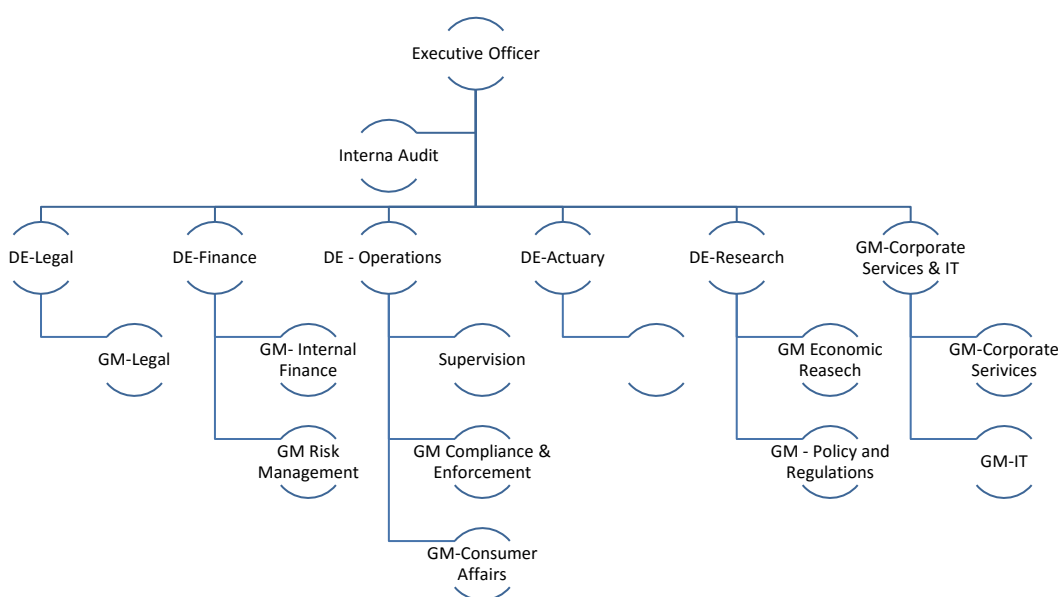 Executive Officer
Interna Audit
DE-Legal
DE-Finance
DE - Operations
DE-Actuary
DE-Research
GM-Corporate
Services & IT
GM-Legal
GM- Internal
Finance
Supervision
GM Economic
Reasech
GM-Corporate
Serivices
GM Risk
Management
GM Compliance &
Enforcement
GM - Policy and
Regulations
GM-IT
GM-Consumer
Affairs